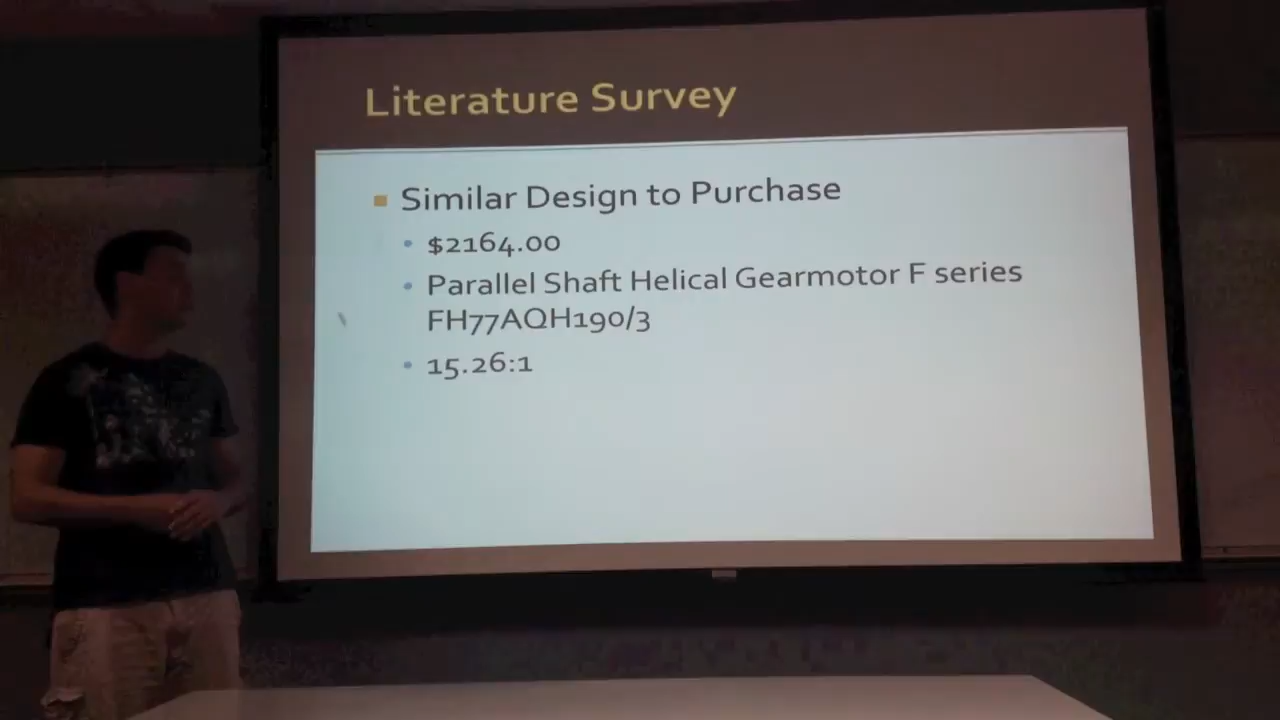 Literature Survey
Similar Design to Purchase
$2164.00
Parallel Shaft Helical Gearmotor F series
FH77AQH190/3
15.26:1